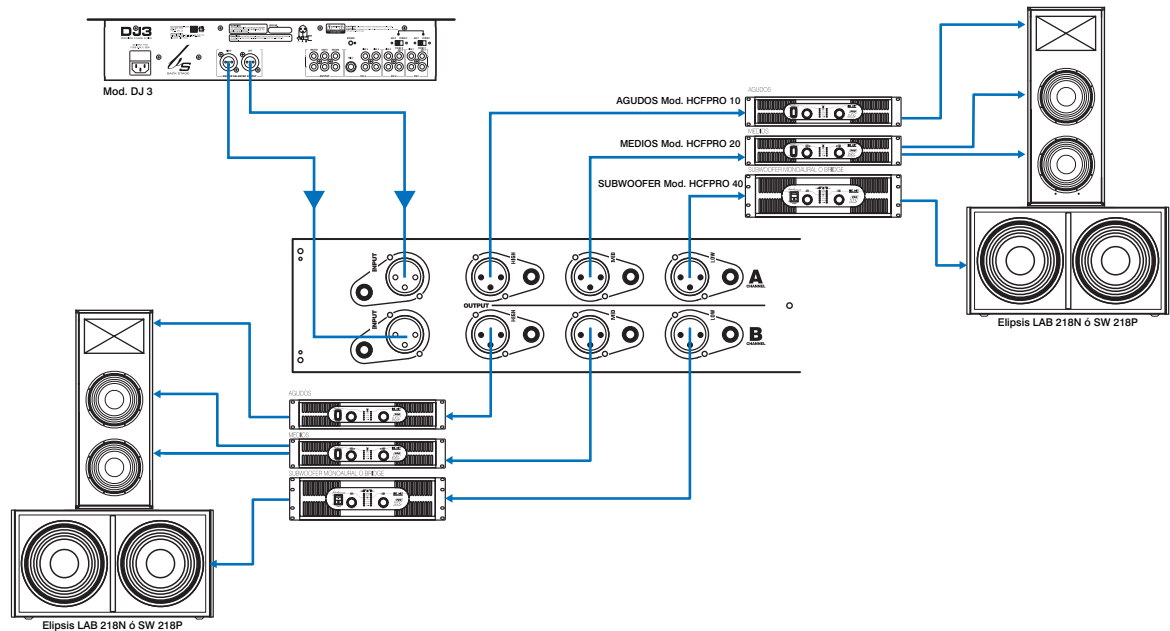 DJ3
BACK STAGE
Mod. DJ 3
AGUDOS
AGUDOS Mod. HCFPRO 10
MEDIOS
MEDIOS Mod. HCFPRO 20
SUBWOOFER MONOAURAL O BRIDGE
SUBWOOFER Mod. HCFPRO 40
Elipsis LAB 218N ó SW 218P
INPUT
HIGH
MID
LOW
A
CHANNEL
OUTPUT
INPUT
HIGH
MID
LOW
B
CHANNEL
AGUDOS
MEDIOS
SUBWOOFER MONOAURAL O BRIDGE
Elipsis LAB 218N ó SW 218P